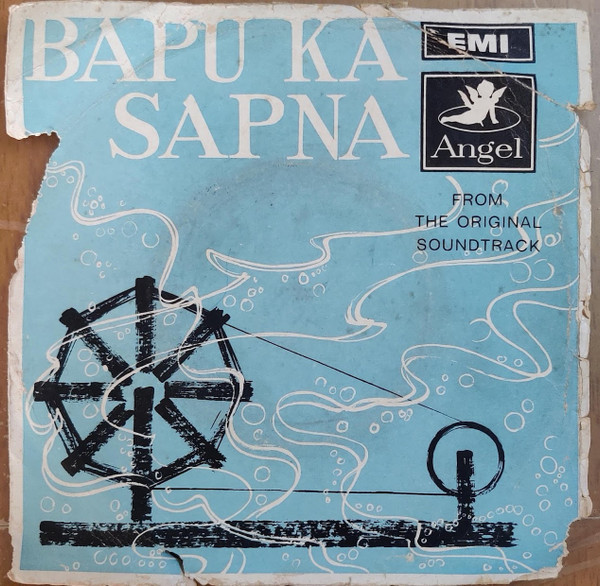 BAPU KA
SAPNA
EMI
Angel
FROM
THE ORIGINAL
SOUNDTRACK